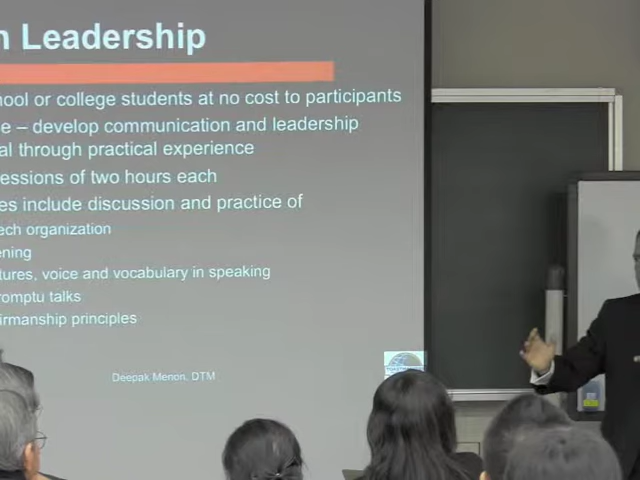 n Leadership
hool or college students at no cost to participants
e – develop communication and leadership
al through practical experience
essions of two hours each
es include discussion and practice of
ech organization
ening
tures, voice and vocabulary in speaking
romptu talks
irmanship principles
Deepak Menon, DTM